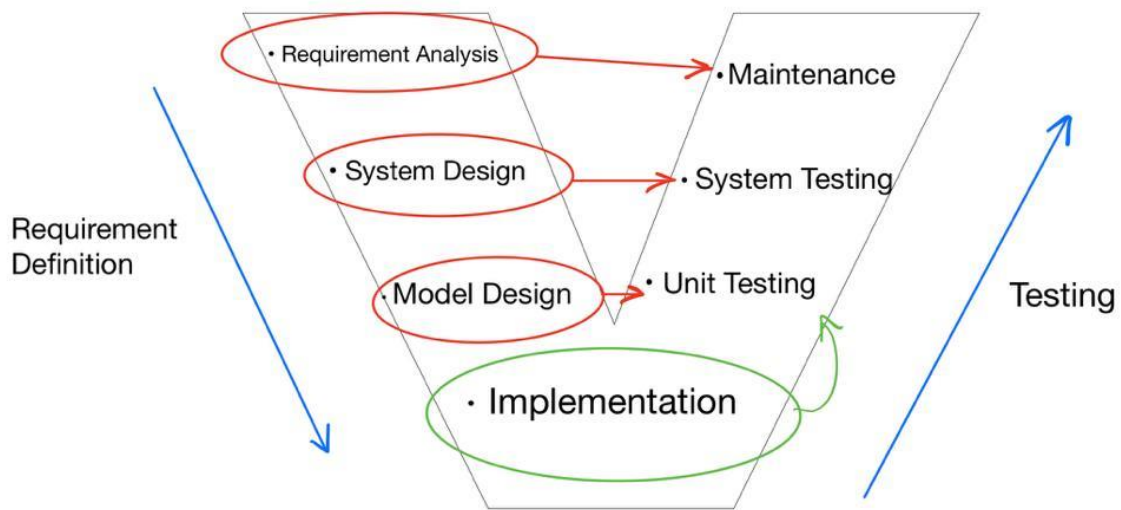 • Requirement Analysis
• Maintenance
• System Design
• System Testing
Requirement
Definition
• Model Design
• Unit Testing
Testing
• Implementation